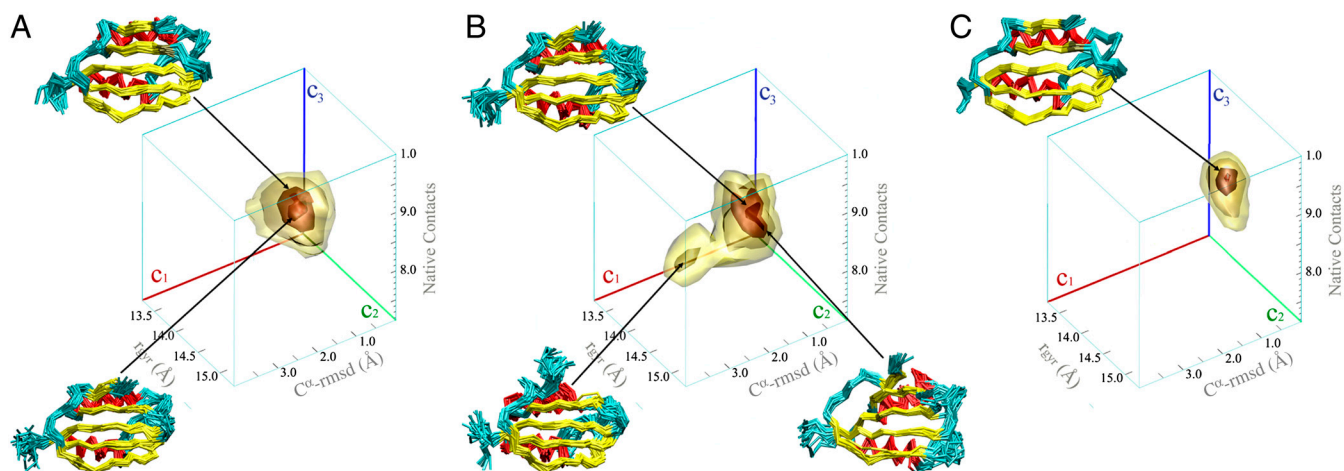 A
B
C
c3
c1
c2
1.0
9.0
8.0
Native Contacts
13.5
14.0
14.5
15.0
rgyr (Å)
3.0
2.0
1.0
Cα-rmsd (Å)
c3
c1
c2
1.0
9.0
8.0
Native Contacts
13.5
14.0
14.5
15.0
rgyr (Å)
3.0
2.0
1.0
Cα-rmsd (Å)
c3
c1
c2
1.0
9.0
8.0
Native Contacts
13.5
14.0
14.5
15.0
rgyr (Å)
3.0
2.0
1.0
Cα-rmsd (Å)